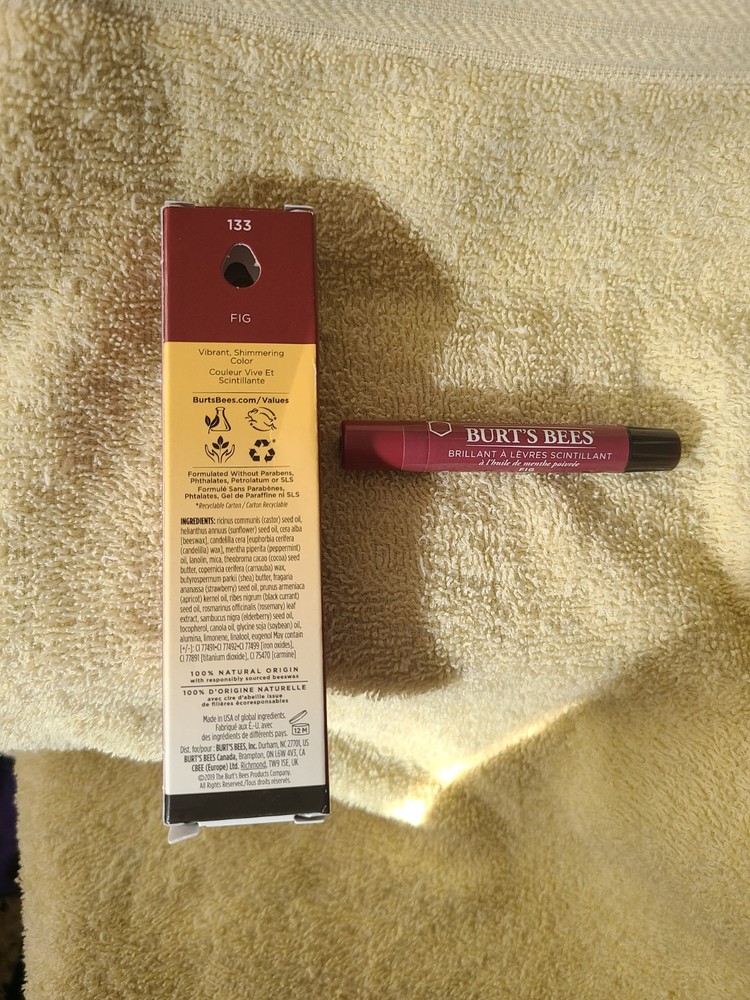 133
FIG
Vibrant, Shimmering
Color
Couleur Vive Et
Scintillante
BurtsBees.com/Values
Formulated Without Parabens,
Phthalates, Petrolatum or SLS
Formulé Sans Parabènes,
Phtalates, Gel de Paraffine ni SLS
*Recyclable Carton / Carton Recyclable
INGREDIENTS: ricinus communis (castor) seed oil,
helianthus annuus (sunflower) seed oil, cera alba
[beeswax], candelilla cera [euphorbia cerifera
(candelilla) wax], mentha piperita (peppermint)
oil, lanolin, mica, theobroma cacao (cocoa) seed
butter, copernicia cerifera (carnauba) wax,
butyrospermum parkii (shea) butter, fragaria
ananassa (strawberry) seed oil, prunus armeniaca
(apricot) kernel oil, ribes nigrum (black currant)
seed oil, rosmarinus officinalis (rosemary) leaf
extract, sambucus nigra (elderberry) seed oil,
tocopherol, canola oil, glycine soja (soybean) oil,
alumina, limonene, linalool, eugenol May contain
[+/-]: CI 77491•CI 77492•CI 77499 [iron oxides],
CI 77891 [titanium dioxide], CI 75470 [carmine]
100% NATURAL ORIGIN
with responsibly sourced beeswax
100% D'ORIGINE NATURELLE
avec cire d'abeille issue
de filières écoresponsables
Made in USA of global ingredients.
Fabriqué aux É.-U. avec
des ingrédients de différents pays.
12 M
Dist. for/pour : BURT'S BEES, Inc. Durham, NC 27701, US
BURT'S BEES Canada, Brampton, ON L6W 4V3, CA
CBEE (Europe) Ltd. Richmond, TW9 1SE, UK
©2019 The Burt's Bees Products Company.
All Rights Reserved./Tous droits réservés.
BURT'S BEES
BRILLANT À LÈVRES SCINTILLANT
à l'huile de menthe poivrée
FIG